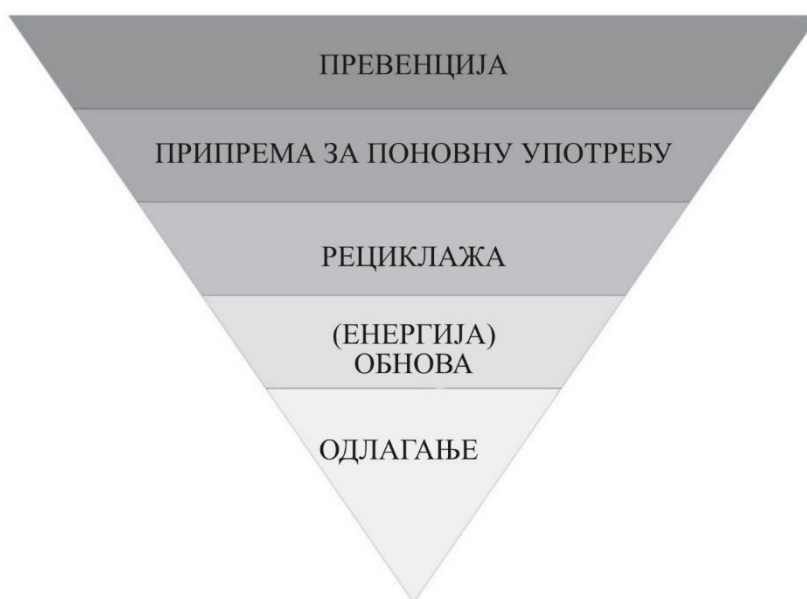 ПРЕВЕНЦИЈА
ПРИПРЕМА ЗА ПОНОВНУ УПОТРЕБУ
РЕЦИКЛАЖА
(ЕНЕРГИЈА)
ОБНОВА
ОДЛАГАЊЕ